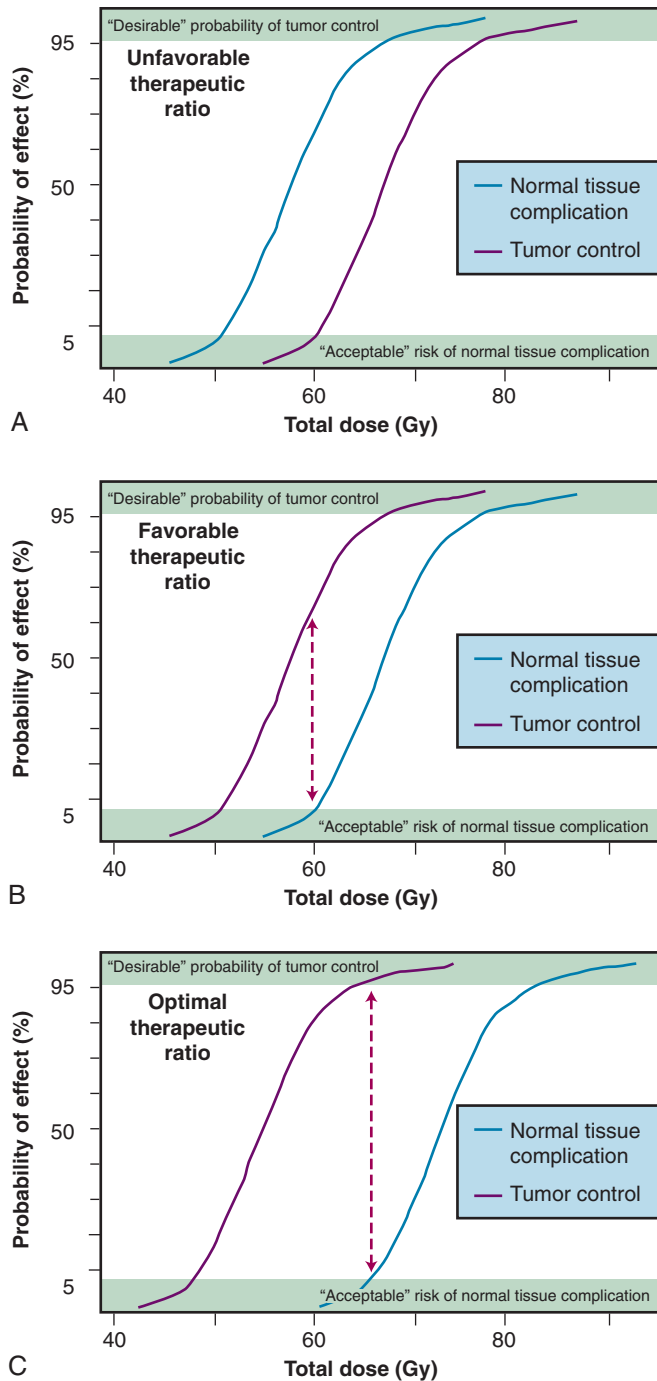 “Desirable” probability of tumor control
95
Unfavorable
therapeutic
ratio
Probability of effect (%)
50
Normal tissue
complication
Tumor control
5
“Acceptable” risk of normal tissue complication
40
60
80
A
Total dose (Gy)
“Desirable” probability of tumor control
95
Favorable
therapeutic
ratio
Probability of effect (%)
50
Normal tissue
complication
Tumor control
5
“Acceptable” risk of normal tissue complication
40
60
80
B
Total dose (Gy)
“Desirable” probability of tumor control
95
Optimal
therapeutic
ratio
Probability of effect (%)
50
Normal tissue
complication
Tumor control
5
“Acceptable” risk of normal tissue complication
40
60
80
C
Total dose (Gy)